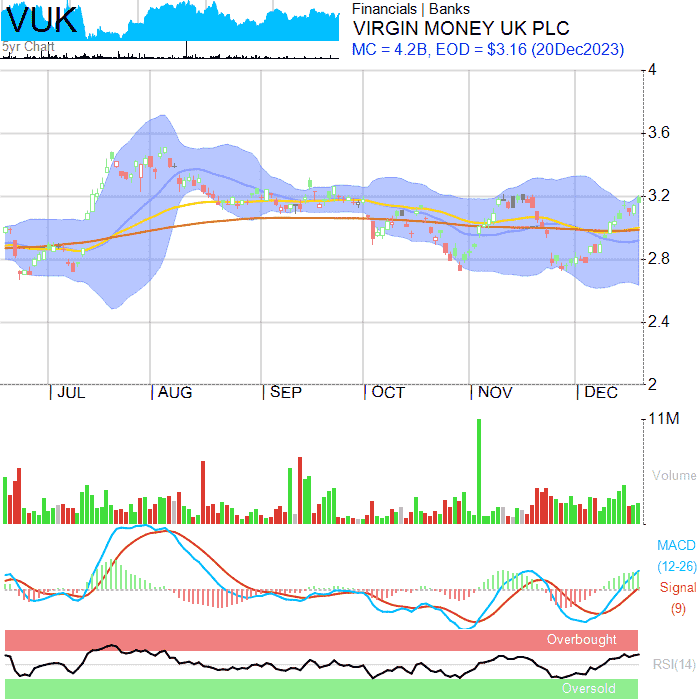 VUK
5yr Chart
Financials | Banks
VIRGIN MONEY UK PLC
MC = 4.2B, EOD = $3.16 (20Dec2023)
4
3.6
3.2
2.8
2.4
2
JUL AUG SEP OCT NOV DEC
11M
Volume
MACD
(12-26)
Signal
(9)
Overbought
RSI(14)
Oversold